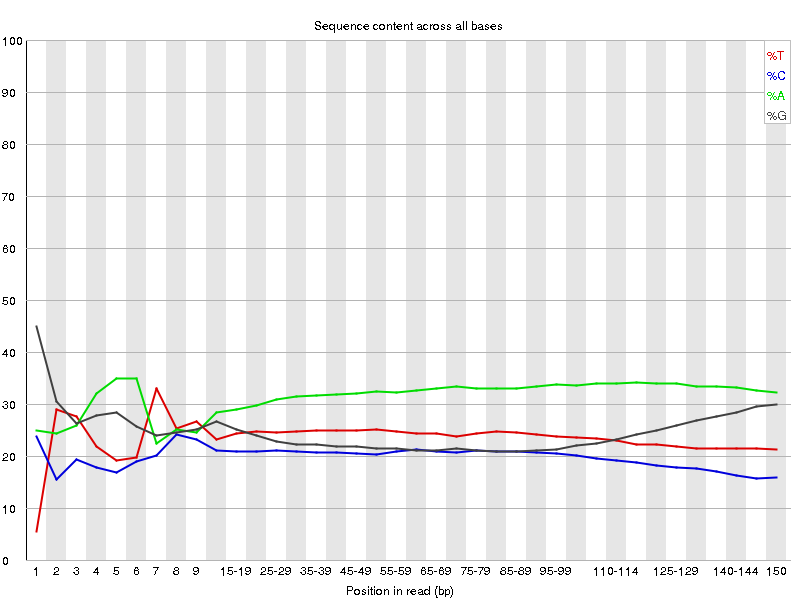 Sequence content across all bases
100
90
80
70
60
50
40
30
20
10
0
%T
%C
%A
%G
1 2 3 4 5 6 7 8 9 15-19 25-29 35-39 45-49 55-59 65-69 75-79 85-89 95-99 110-114 125-129 140-144 150
Position in read (bp)